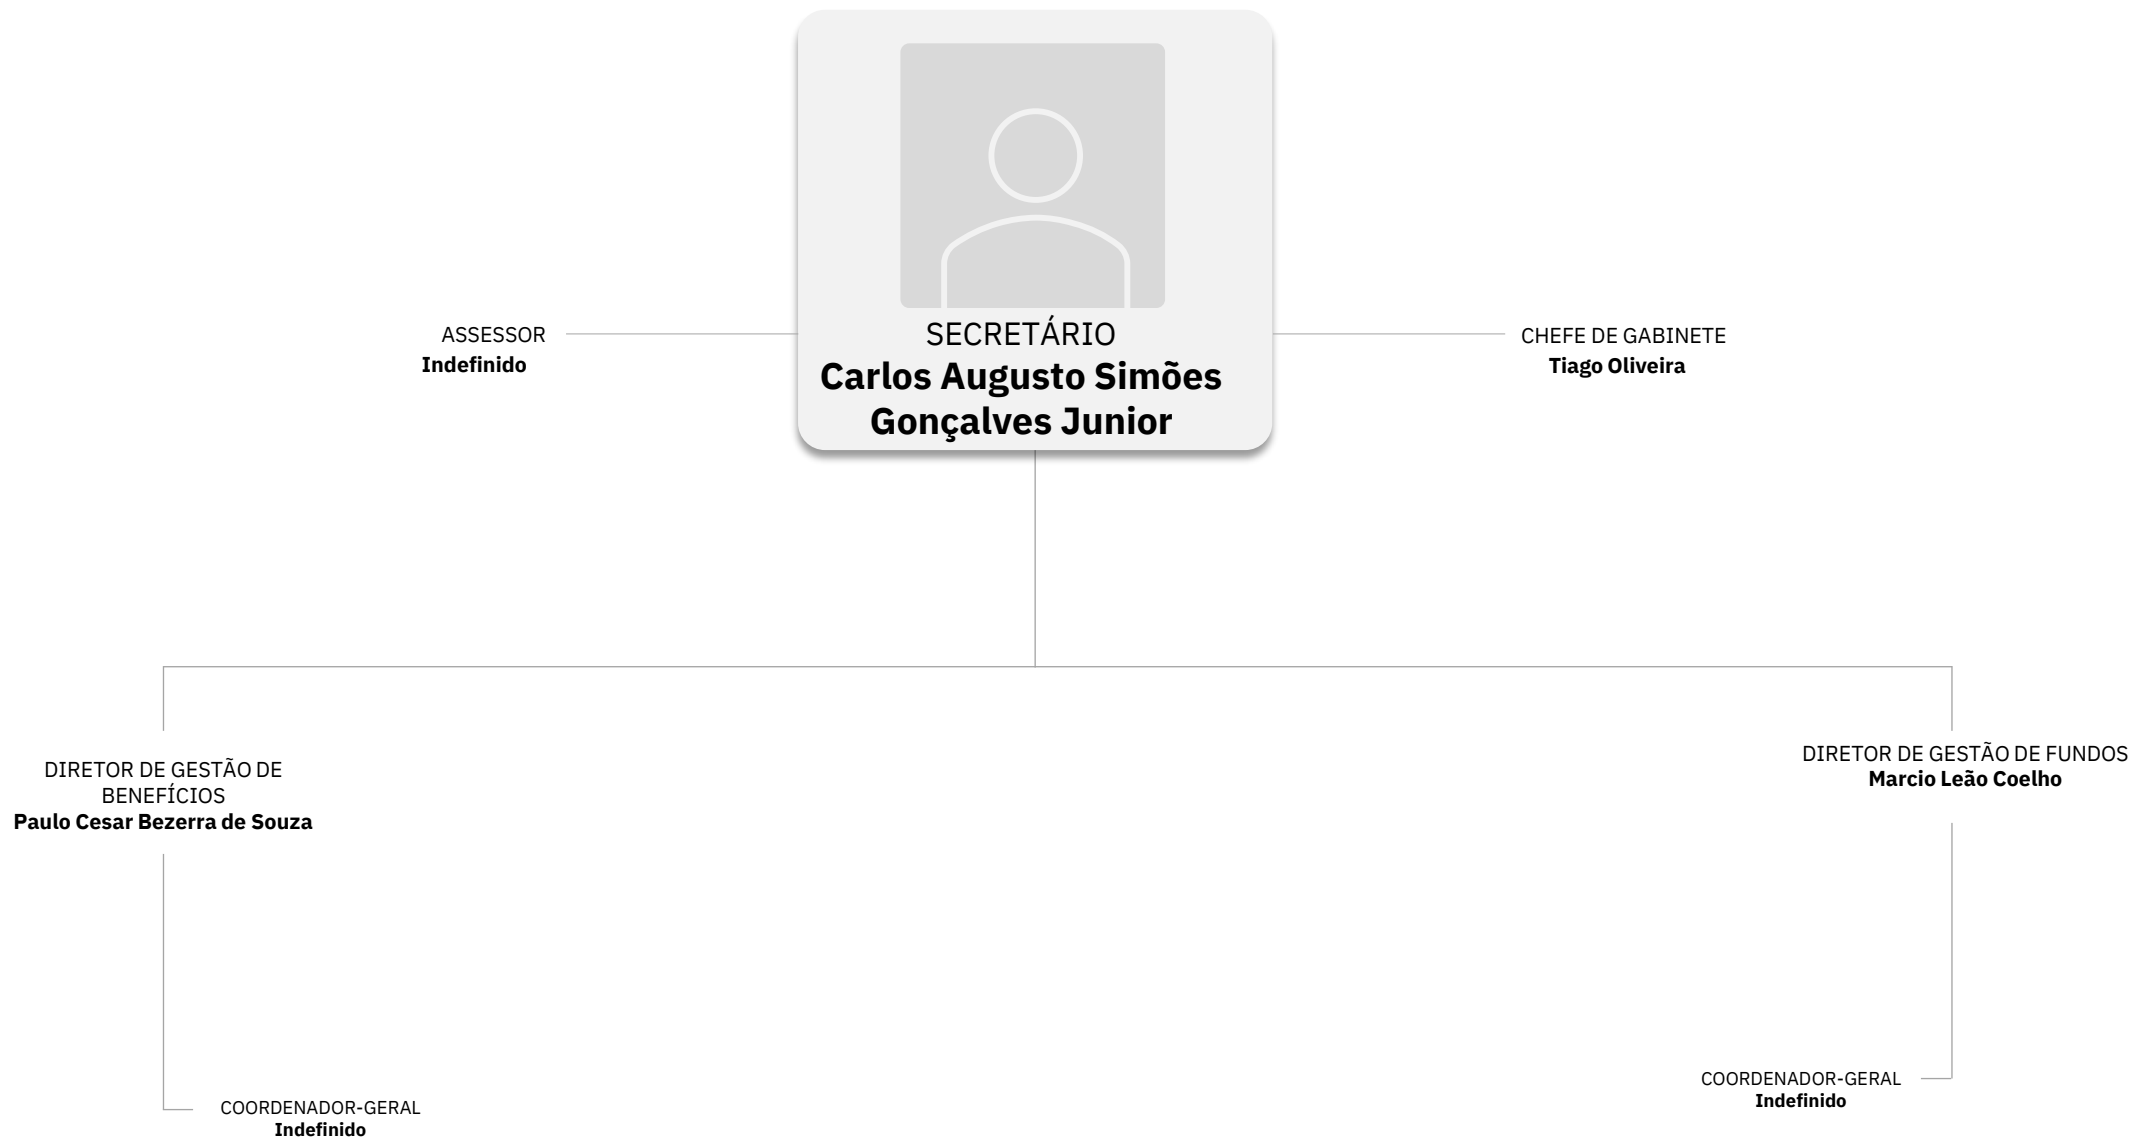 SECRETÁRIO
Carlos Augusto Simões
Gonçalves Junior
ASSESSOR
Indefinido
CHEFE DE GABINETE
Tiago Oliveira
DIRETOR DE GESTÃO DE
BENEFÍCIOS
Paulo Cesar Bezerra de Souza
DIRETOR DE GESTÃO DE FUNDOS
Marcio Leão Coelho
COORDENADOR-GERAL
Indefinido
COORDENADOR-GERAL
Indefinido